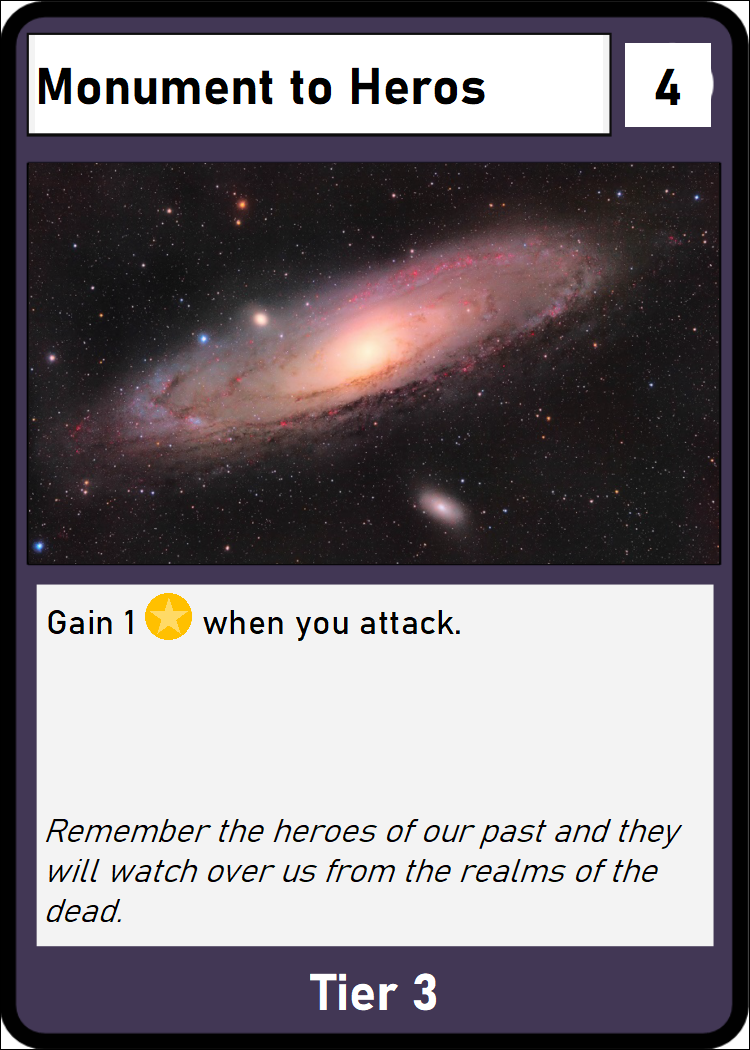 Monument to Heros
4
Gain 1 when you attack.
Remember the heroes of our past and they
will watch over us from the realms of the
dead.
Tier 3